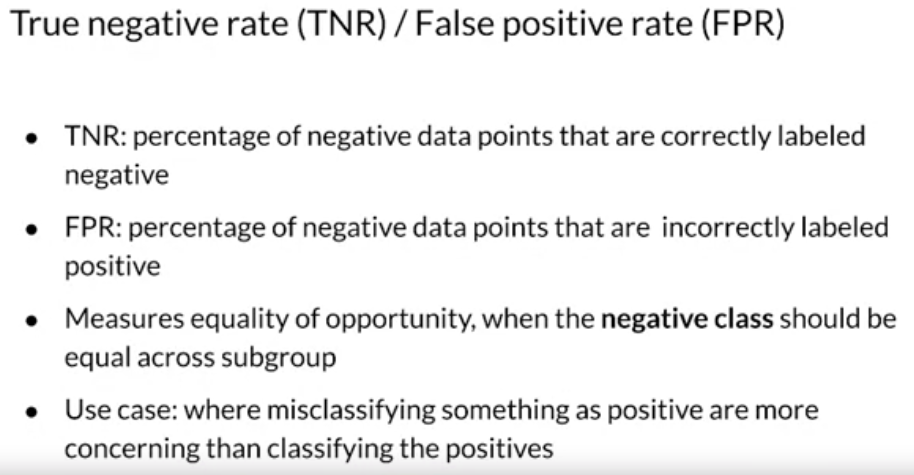 True negative rate (TNR) / False positive rate (FPR)
• TNR: percentage of negative data points that are correctly labeled
negative
• FPR: percentage of negative data points that are incorrectly labeled
positive
• Measures equality of opportunity, when the negative class should be
equal across subgroup
• Use case: where misclassifying something as positive are more
concerning than classifying the positives